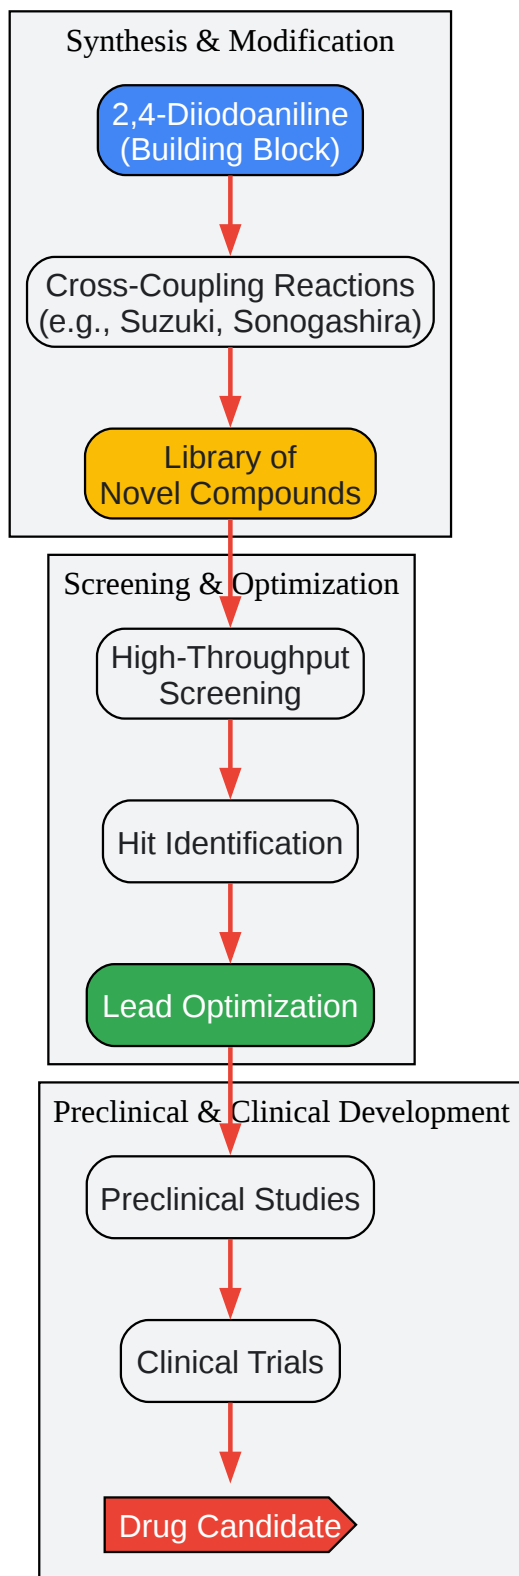 Synthesis & Modification
2,4-Diiodoaniline
(Building Block)
Cross-Coupling Reactions
(e.g., Suzuki, Sonogashira)
Library of
Novel Compounds
Screening & Optimization
High-Throughput
Screening
Hit Identification
Lead Optimization
Preclinical & Clinical Development
Preclinical Studies
Clinical Trials
Drug Candidate